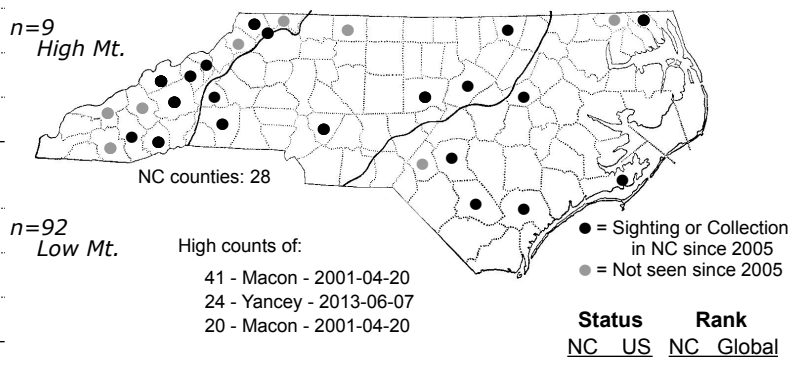 n=9
High Mt.
NC counties: 28
n=92
Low Mt.
High counts of:
41 - Macon - 2001-04-20
24 - Yancey - 2013-06-07
20 - Macon - 2001-04-20
● = Sighting or Collection
in NC since 2005
● = Not seen since 2005
Status Rank
NC US NC Global